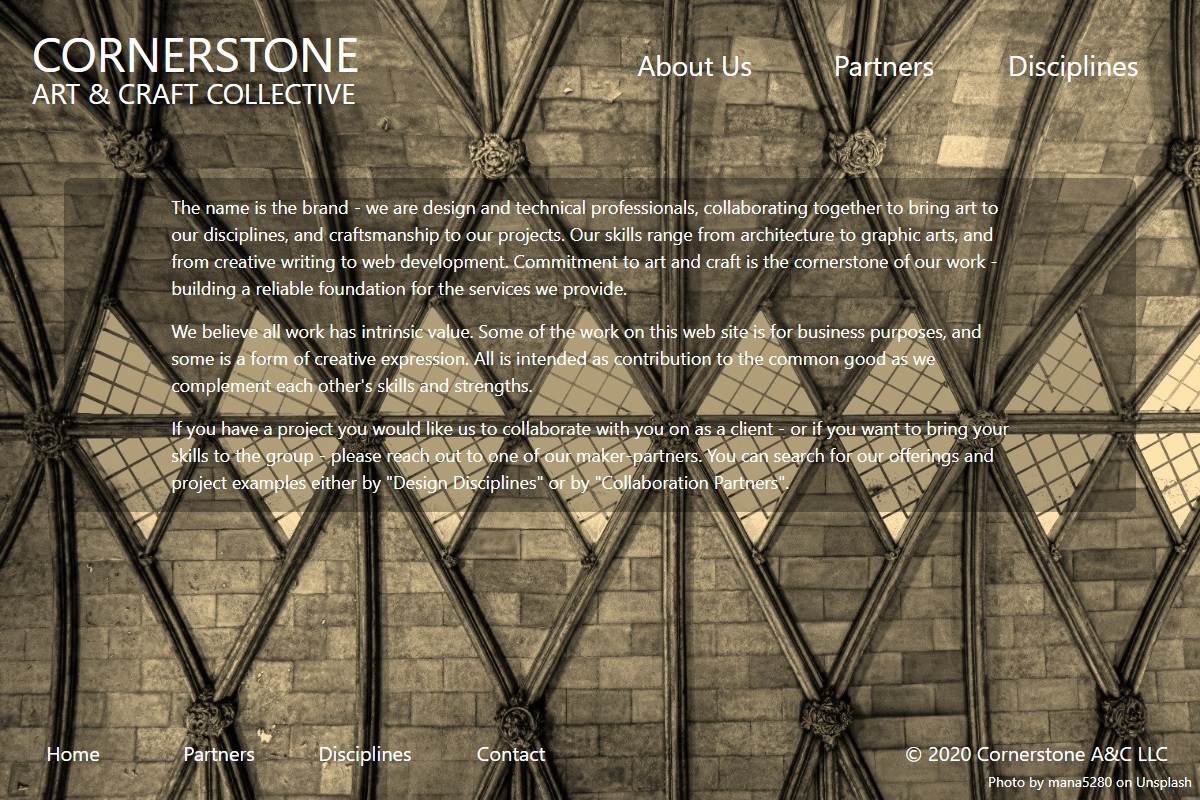 CORNERSTONE
ART & CRAFT COLLECTIVE
About Us
Partners
Disciplines
The name is the brand - we are design and technical professionals, collaborating together to bring art to
our disciplines, and craftsmanship to our projects. Our skills range from architecture to graphic arts, and
from creative writing to web development. Commitment to art and craft is the cornerstone of our work -
building a reliable foundation for the services we provide.
We believe all work has intrinsic value. Some of the work on this web site is for business purposes, and
some is a form of creative expression. All is intended as contribution to the common good as we
complement each other's skills and strengths.
If you have a project you would like us to collaborate with you on as a client - or if you want to bring your
skills to the group - please reach out to one of our maker-partners. You can search for our offerings and
project examples either by "Design Disciplines" or by "Collaboration Partners".
Home
Partners
Disciplines
Contact
© 2020 Cornerstone A&C LLC
Photo by mana5280 on Unsplash